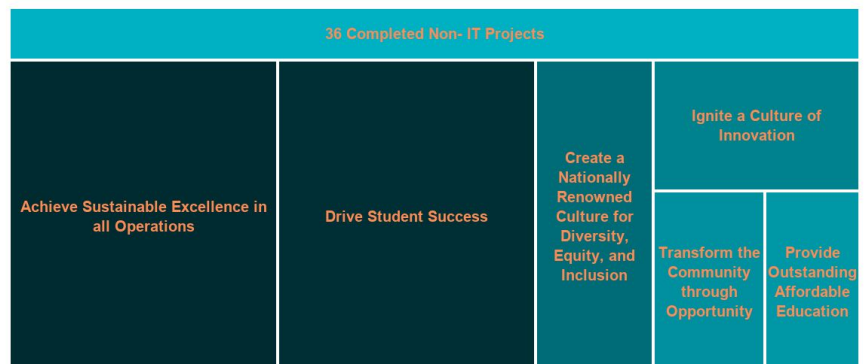 36 Completed Non- IT Projects
Achieve Sustainable Excellence in
all Operations
Drive Student Success
Create a
Nationally
Renowned
Culture for
Diversity,
Equity, and
Inclusion
Ignite a Culture of
Innovation
Transform the
Community
through
Opportunity
Provide
Outstanding
Affordable
Education